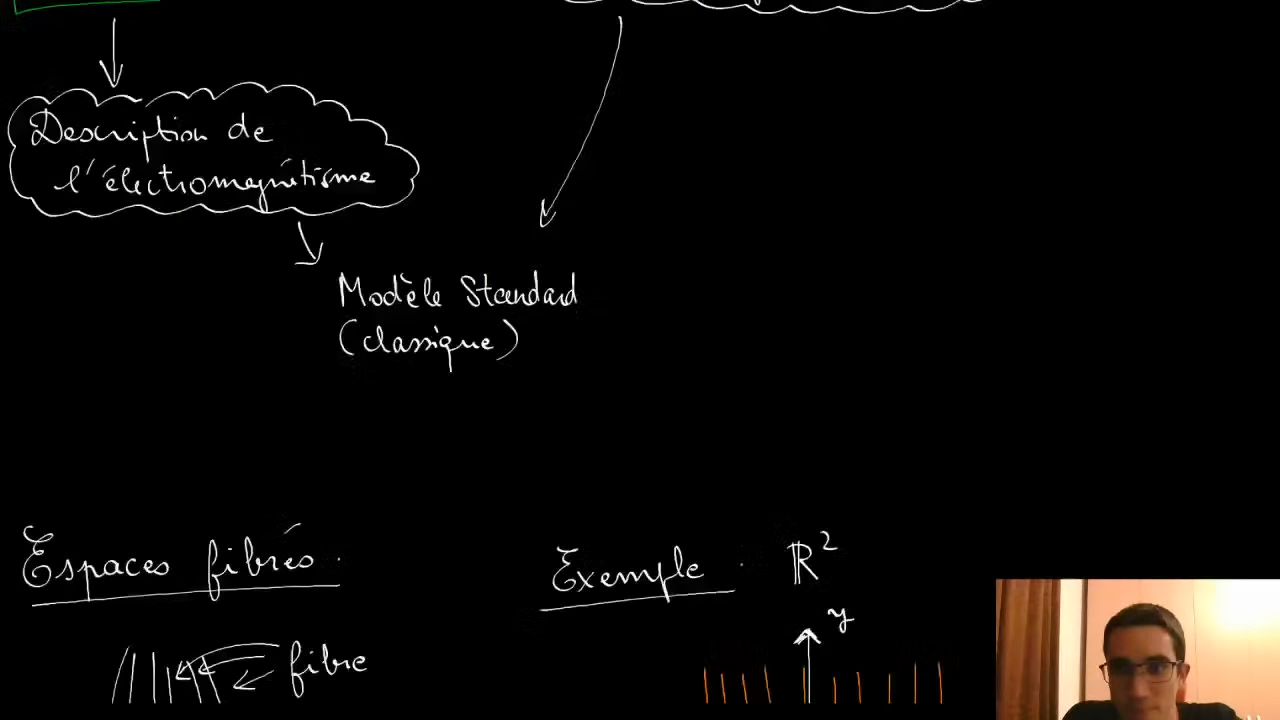 Description de
l'électromagnétisme
Modèle Standard
(classique)
Espaces fibrés.
Exemple. ℝ²
y
fibre